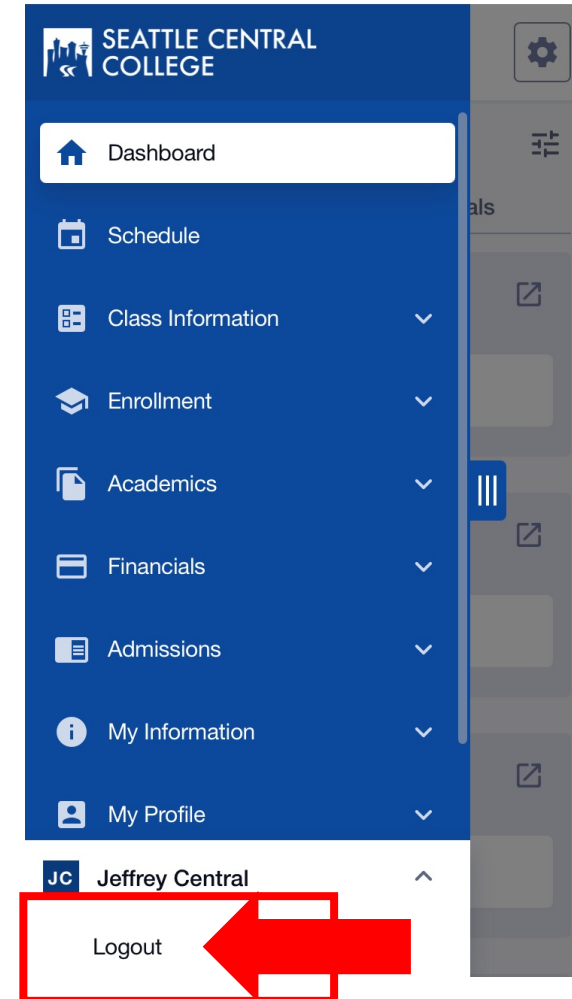 SEATTLE CENTRAL
COLLEGE
Dashboard
als
Schedule
Class Information
Enrollment
Academics
Financials
Admissions
My Information
My Profile
JC Jeffrey Central
Logout